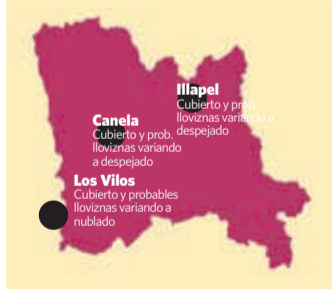 Illapel
Cubierto y prob.
lloviznas variando a
despejado
Canela
Cubierto y prob.
lloviznas variando
a despejado
Los Vilos
Cubierto y probables
lloviznas variando a
nublado